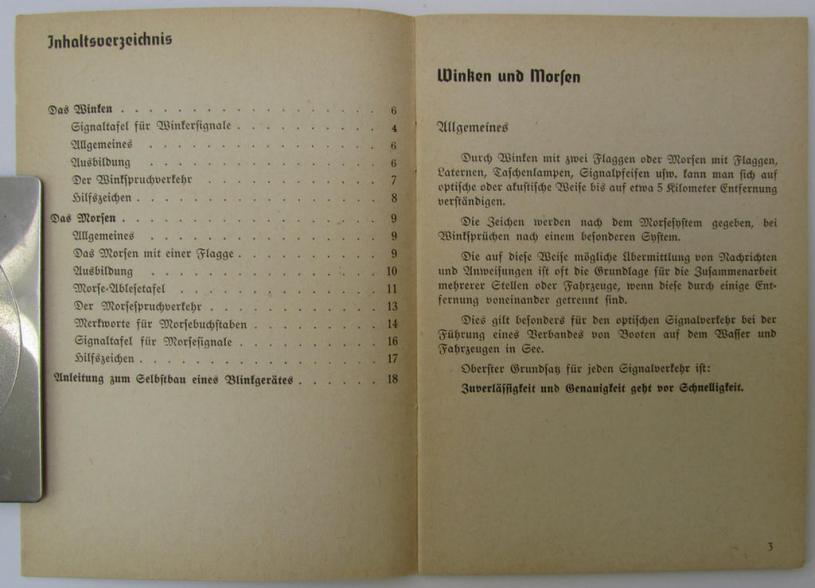 Inhaltsverzeichnis
Das Winken . . . . . . . . . . . . . . . . . . . 6
Signaltafel für Winkersignale . . . . . . . . . . 4
Allgemeines . . . . . . . . . . . . . . . . . 6
Ausbildung . . . . . . . . . . . . . . . . . 6
Der Winkspruchverkehr . . . . . . . . . . . . . 7
Hilfszeichen . . . . . . . . . . . . . . . . . . 8
Das Morsen . . . . . . . . . . . . . . . . . . . 9
Allgemeines . . . . . . . . . . . . . . . . . 9
Das Morsen mit einer Flagge . . . . . . . . . . 9
Ausbildung . . . . . . . . . . . . . . . . . 10
Morse-Ablesetafel . . . . . . . . . . . . . . . 11
Der Morsespruchverkehr . . . . . . . . . . . . 13
Merkworte für Morsebuchstaben . . . . . . . . . 14
Signaltafel für Morsesignale . . . . . . . . . . 16
Hilfszeichen . . . . . . . . . . . . . . . . . 17
Anleitung zum Selbstbau eines Blinkgerätes . . . . . . 18
Winken und Morsen
Allgemeines
Durch Winken mit zwei Flaggen oder Morsen mit Flaggen,
Laternen, Taschenlampen, Signalpfeifen usw. kann man sich auf
optische oder akustische Weise bis auf etwa 5 Kilometer Entfernung
verständigen.
Die Zeichen werden nach dem Morsesystem gegeben, bei
Winksprüchen nach einem besonderen System.
Die auf diese Weise mögliche Übermittlung von Nachrichten
und Anweisungen ist oft die Grundlage für die Zusammenarbeit
mehrerer Stellen oder Fahrzeuge, wenn diese durch einige Ent-
fernung voneinander getrennt sind.
Dies gilt besonders für den optischen Signalverkehr bei der
Führung eines Verbandes von Booten auf dem Wasser und
Fahrzeugen in See.
Oberster Grundsatz für jeden Signalverkehr ist:
Zuverlässigkeit und Genauigkeit geht vor Schnelligkeit.
3